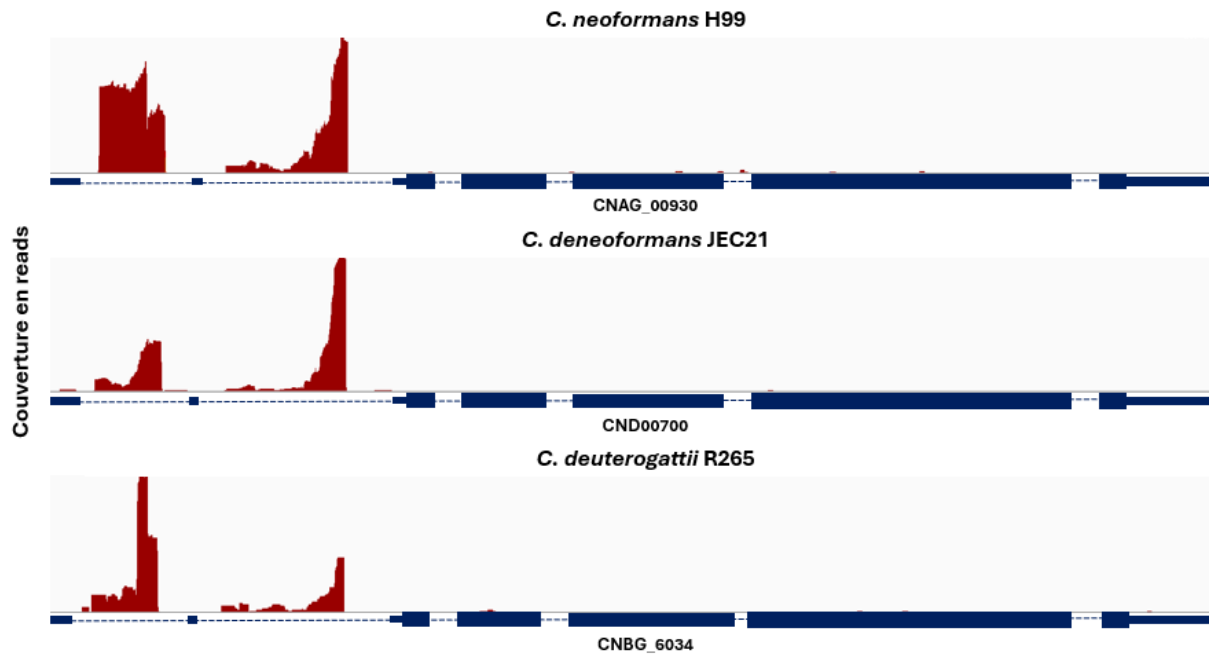 C. neoformans H99
CNAG_00930
C. deneoformans JEC21
Couverture en reads
CND00700
C. deuterogattii R265
CNBG_6034